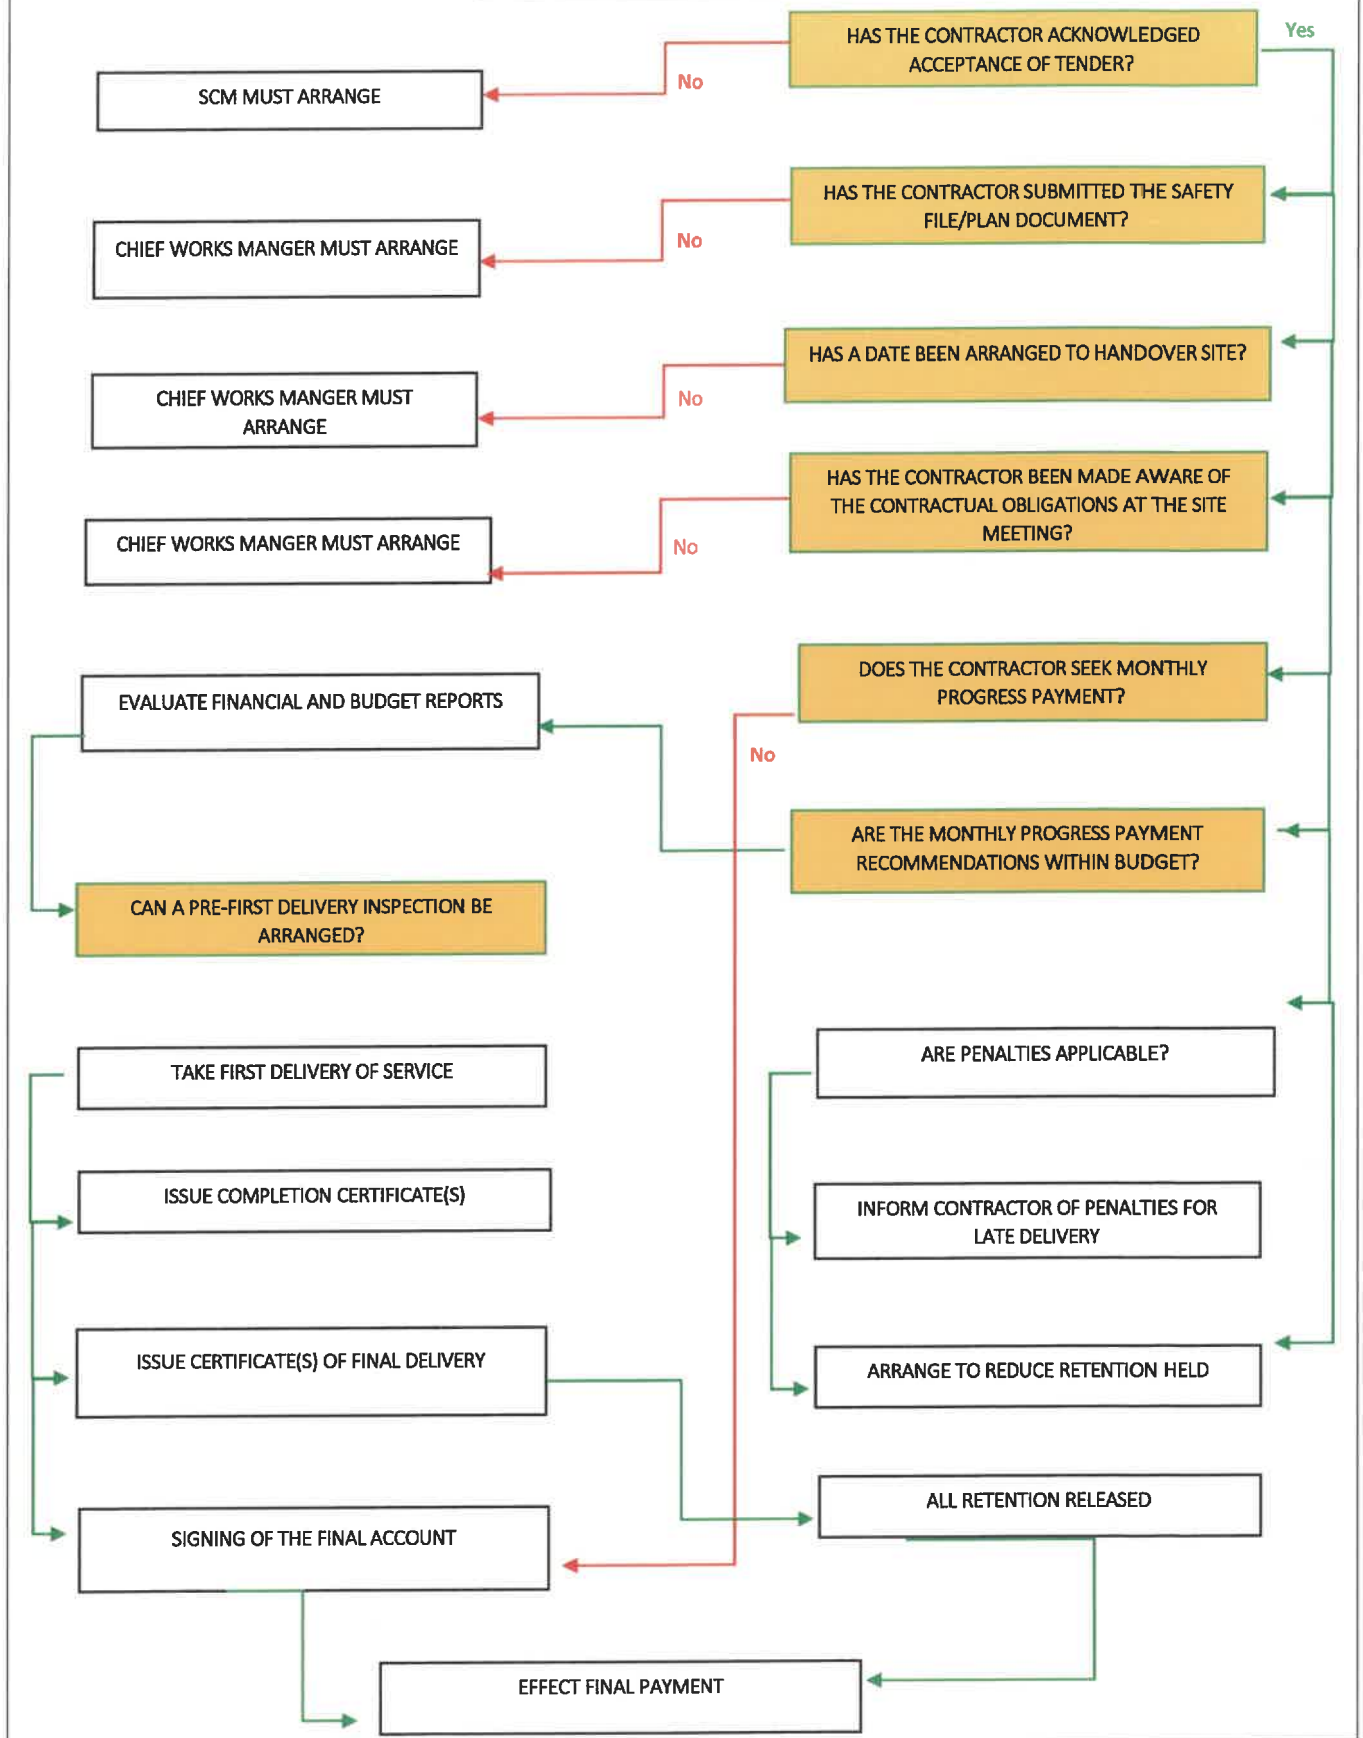 HAS THE CONTRACTOR ACKNOWLEDGED
ACCEPTANCE OF TENDER?
Yes
No
SCM MUST ARRANGE
HAS THE CONTRACTOR SUBMITTED THE SAFETY
FILE/PLAN DOCUMENT?
No
CHIEF WORKS MANGER MUST ARRANGE
HAS A DATE BEEN ARRANGED TO HANDOVER SITE?
No
CHIEF WORKS MANGER MUST
ARRANGE
HAS THE CONTRACTOR BEEN MADE AWARE OF
THE CONTRACTUAL OBLIGATIONS AT THE SITE
MEETING?
No
CHIEF WORKS MANGER MUST ARRANGE
DOES THE CONTRACTOR SEEK MONTHLY
PROGRESS PAYMENT?
No
EVALUATE FINANCIAL AND BUDGET REPORTS
ARE THE MONTHLY PROGRESS PAYMENT
RECOMMENDATIONS WITHIN BUDGET?
CAN A PRE-FIRST DELIVERY INSPECTION BE
ARRANGED?
ARE PENALTIES APPLICABLE?
TAKE FIRST DELIVERY OF SERVICE
ISSUE COMPLETION CERTIFICATE(S)
INFORM CONTRACTOR OF PENALTIES FOR
LATE DELIVERY
ISSUE CERTIFICATE(S) OF FINAL DELIVERY
ARRANGE TO REDUCE RETENTION HELD
ALL RETENTION RELEASED
SIGNING OF THE FINAL ACCOUNT
EFFECT FINAL PAYMENT